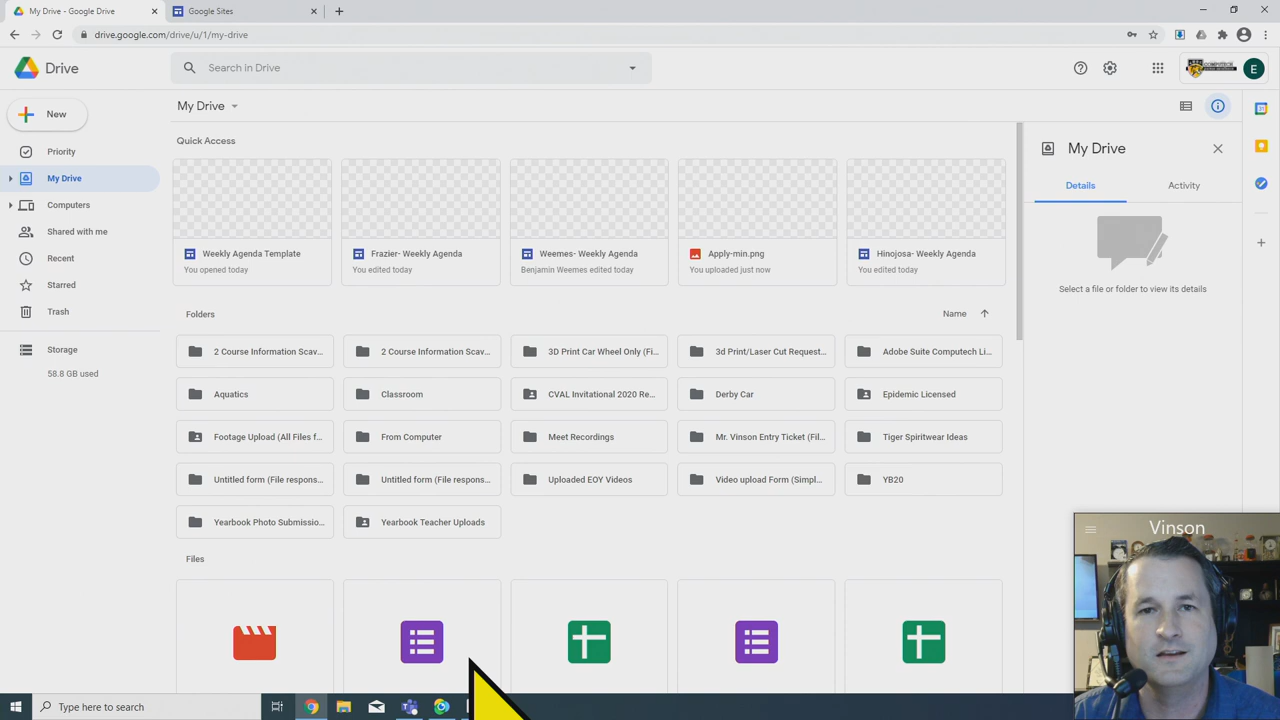 My Drive - Google Drive
Google Sites
drive.google.com/drive/u/1/my-drive
Drive
Search in Drive
E
New
My Drive
Priority
My Drive
Computers
Shared with me
Recent
Starred
Trash
Storage
58.8 GB used
Quick Access
Weekly Agenda Template
You opened today
Frazier- Weekly Agenda
You edited today
Weemes- Weekly Agenda
Benjamin Weemes edited today
Apply-min.png
You uploaded just now
Hinojosa- Weekly Agenda
You edited today
Folders
Name
2 Course Information Scav...
2 Course Information Scav...
3D Print Car Wheel Only (Fi...
3d Print/Laser Cut Request...
Adobe Suite Computech Li...
Aquatics
Classroom
CVAL Invitational 2020 Re...
Derby Car
Epidemic Licensed
Footage Upload (All Files f...
From Computer
Meet Recordings
Mr. Vinson Entry Ticket (Fil...
Tiger Spiritwear Ideas
Untitled form (File respons...
Untitled form (File respons...
Uploaded EOY Videos
Video upload Form (Simpl...
YB20
Yearbook Photo Submissio...
Yearbook Teacher Uploads
Files
My Drive
Details
Activity
Select a file or folder to view its details
Vinson
Type here to search